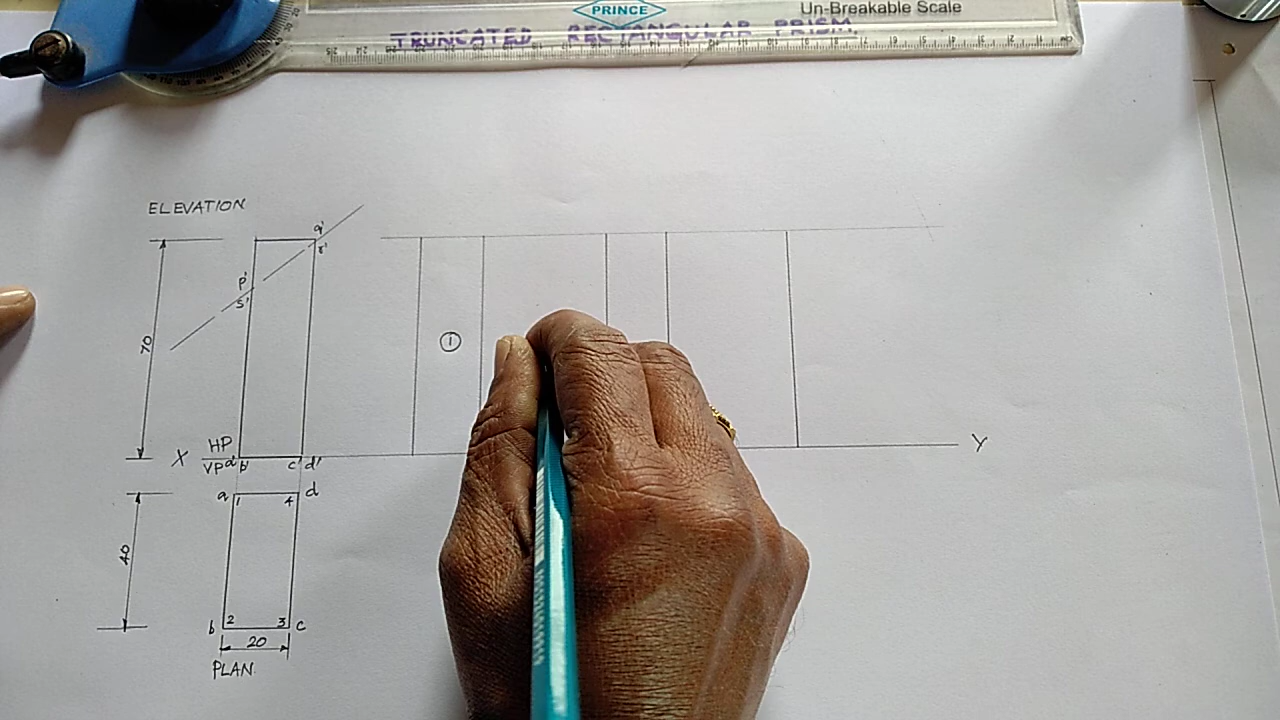 PRINCE
Un-Breakable Scale
TRUNCATED RECTANGULAR PRISM
ELEVATION
q'
r'
p'
s'
70
①
X HP Y
VP a' b' c' d'
a 1 4 d
40
b 2 3 c
20
PLAN